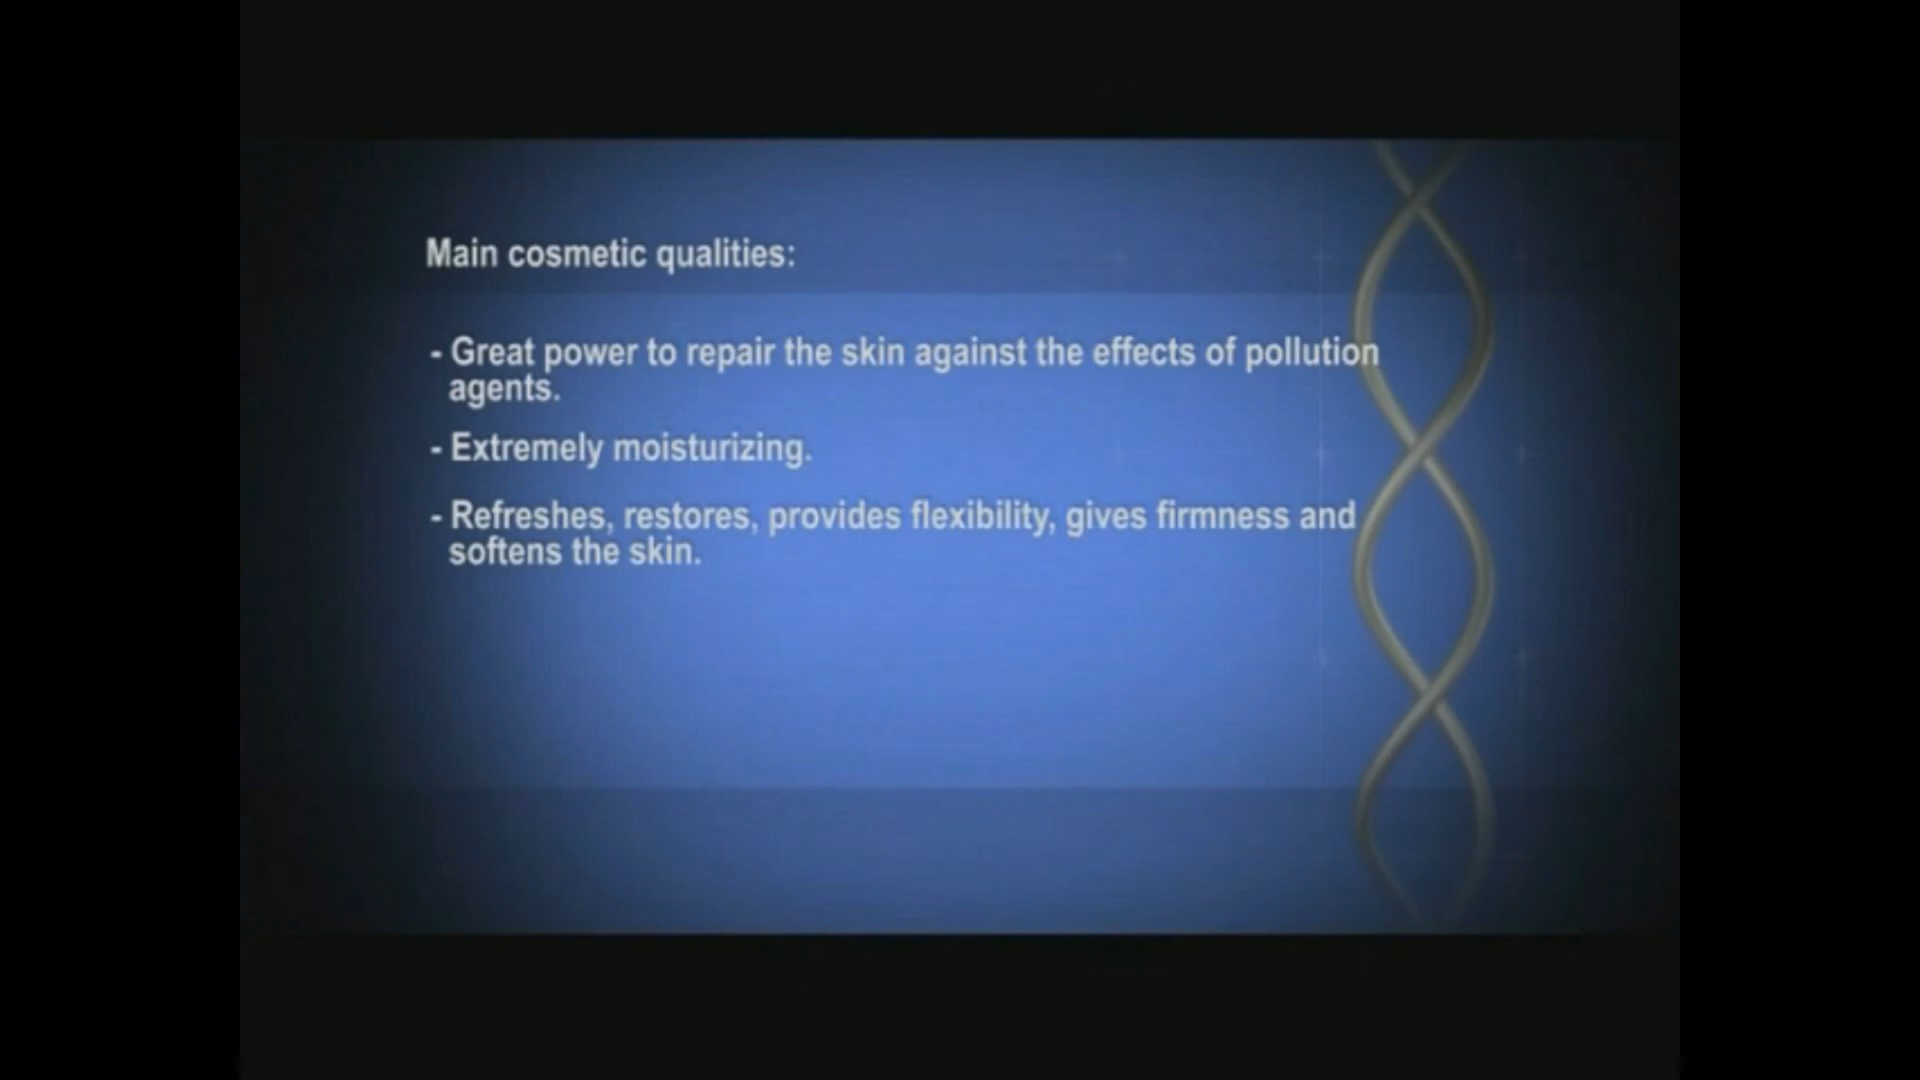 Main cosmetic qualities:
- Great power to repair the skin against the effects of pollution
agents.
- Extremely moisturizing.
- Refreshes, restores, provides flexibility, gives firmness and
softens the skin.